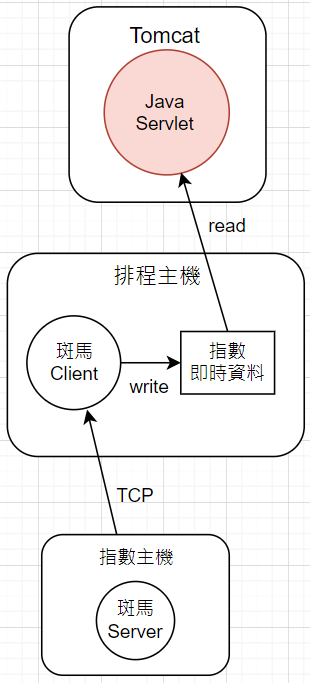 Tomcat
Java
Servlet
read
排程主機
斑馬
Client
write
指數
即時資料
TCP
指數主機
斑馬
Server